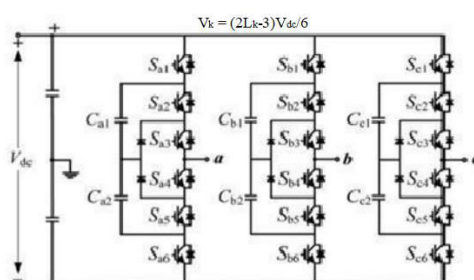 Vk = (2Lk-3)Vdc/6
+
+
Sa1 Sb1 Sc1
Sa2 Sb2 Sc2
Ca1 Cb1 Cc1
Sa3 Sb3 Sc3
Vdc a b
Sa4 Sb4 Sc4
Ca2 Cb2 Cc2
Sa5 Sb5 Sc5
Sa6 Sb6 Sc6